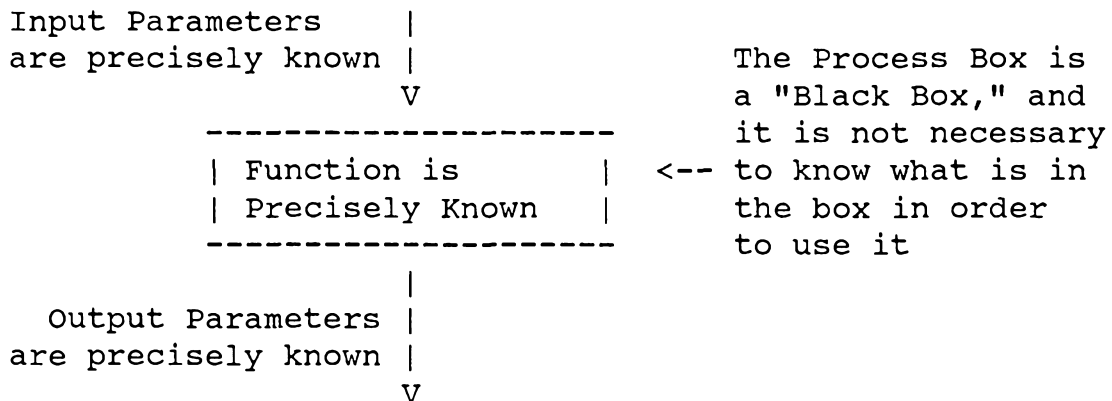 Input Parameters
are precisely known
Function is
Precisely Known
<-- The Process Box is
a "Black Box," and
it is not necessary
to know what is in
the box in order
to use it
Output Parameters
are precisely known